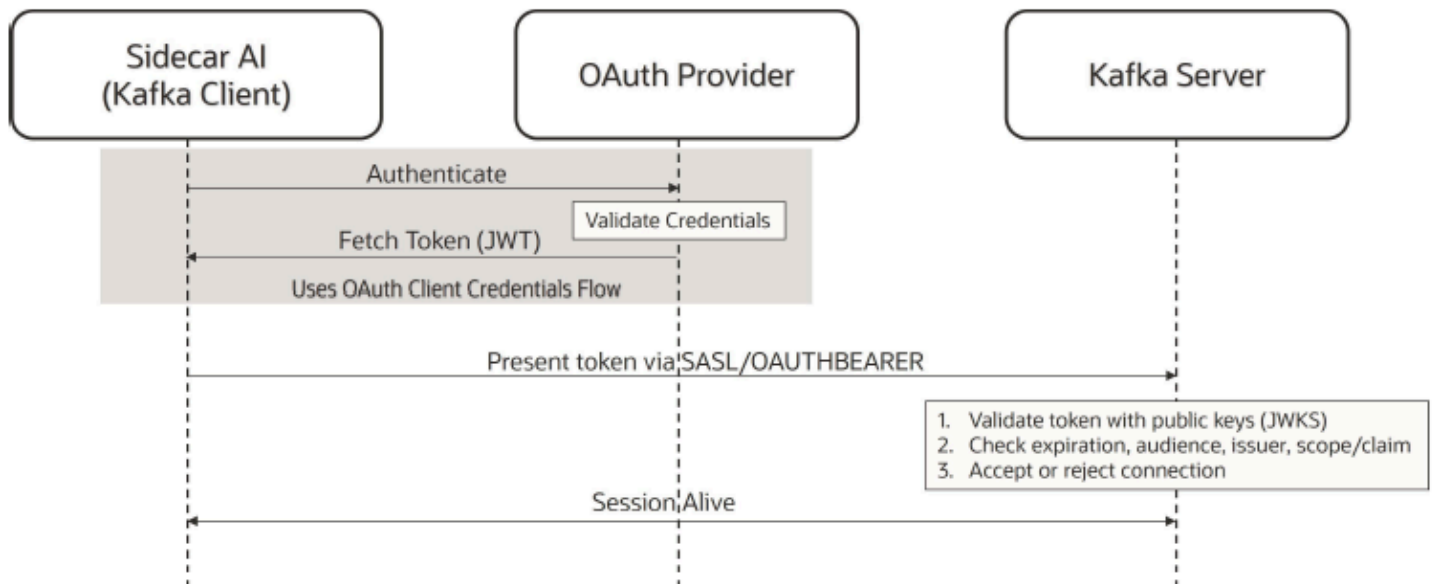 Sidecar AI
(Kafka Client)
OAuth Provider
Kafka Server
Authenticate
Validate Credentials
Fetch Token (JWT)
Uses OAuth Client Credentials Flow
Present token via SASL/OAUTHBEARER
1. Validate token with public keys (JWKS)
2. Check expiration, audience, issuer, scope/claim
3. Accept or reject connection
Session Alive